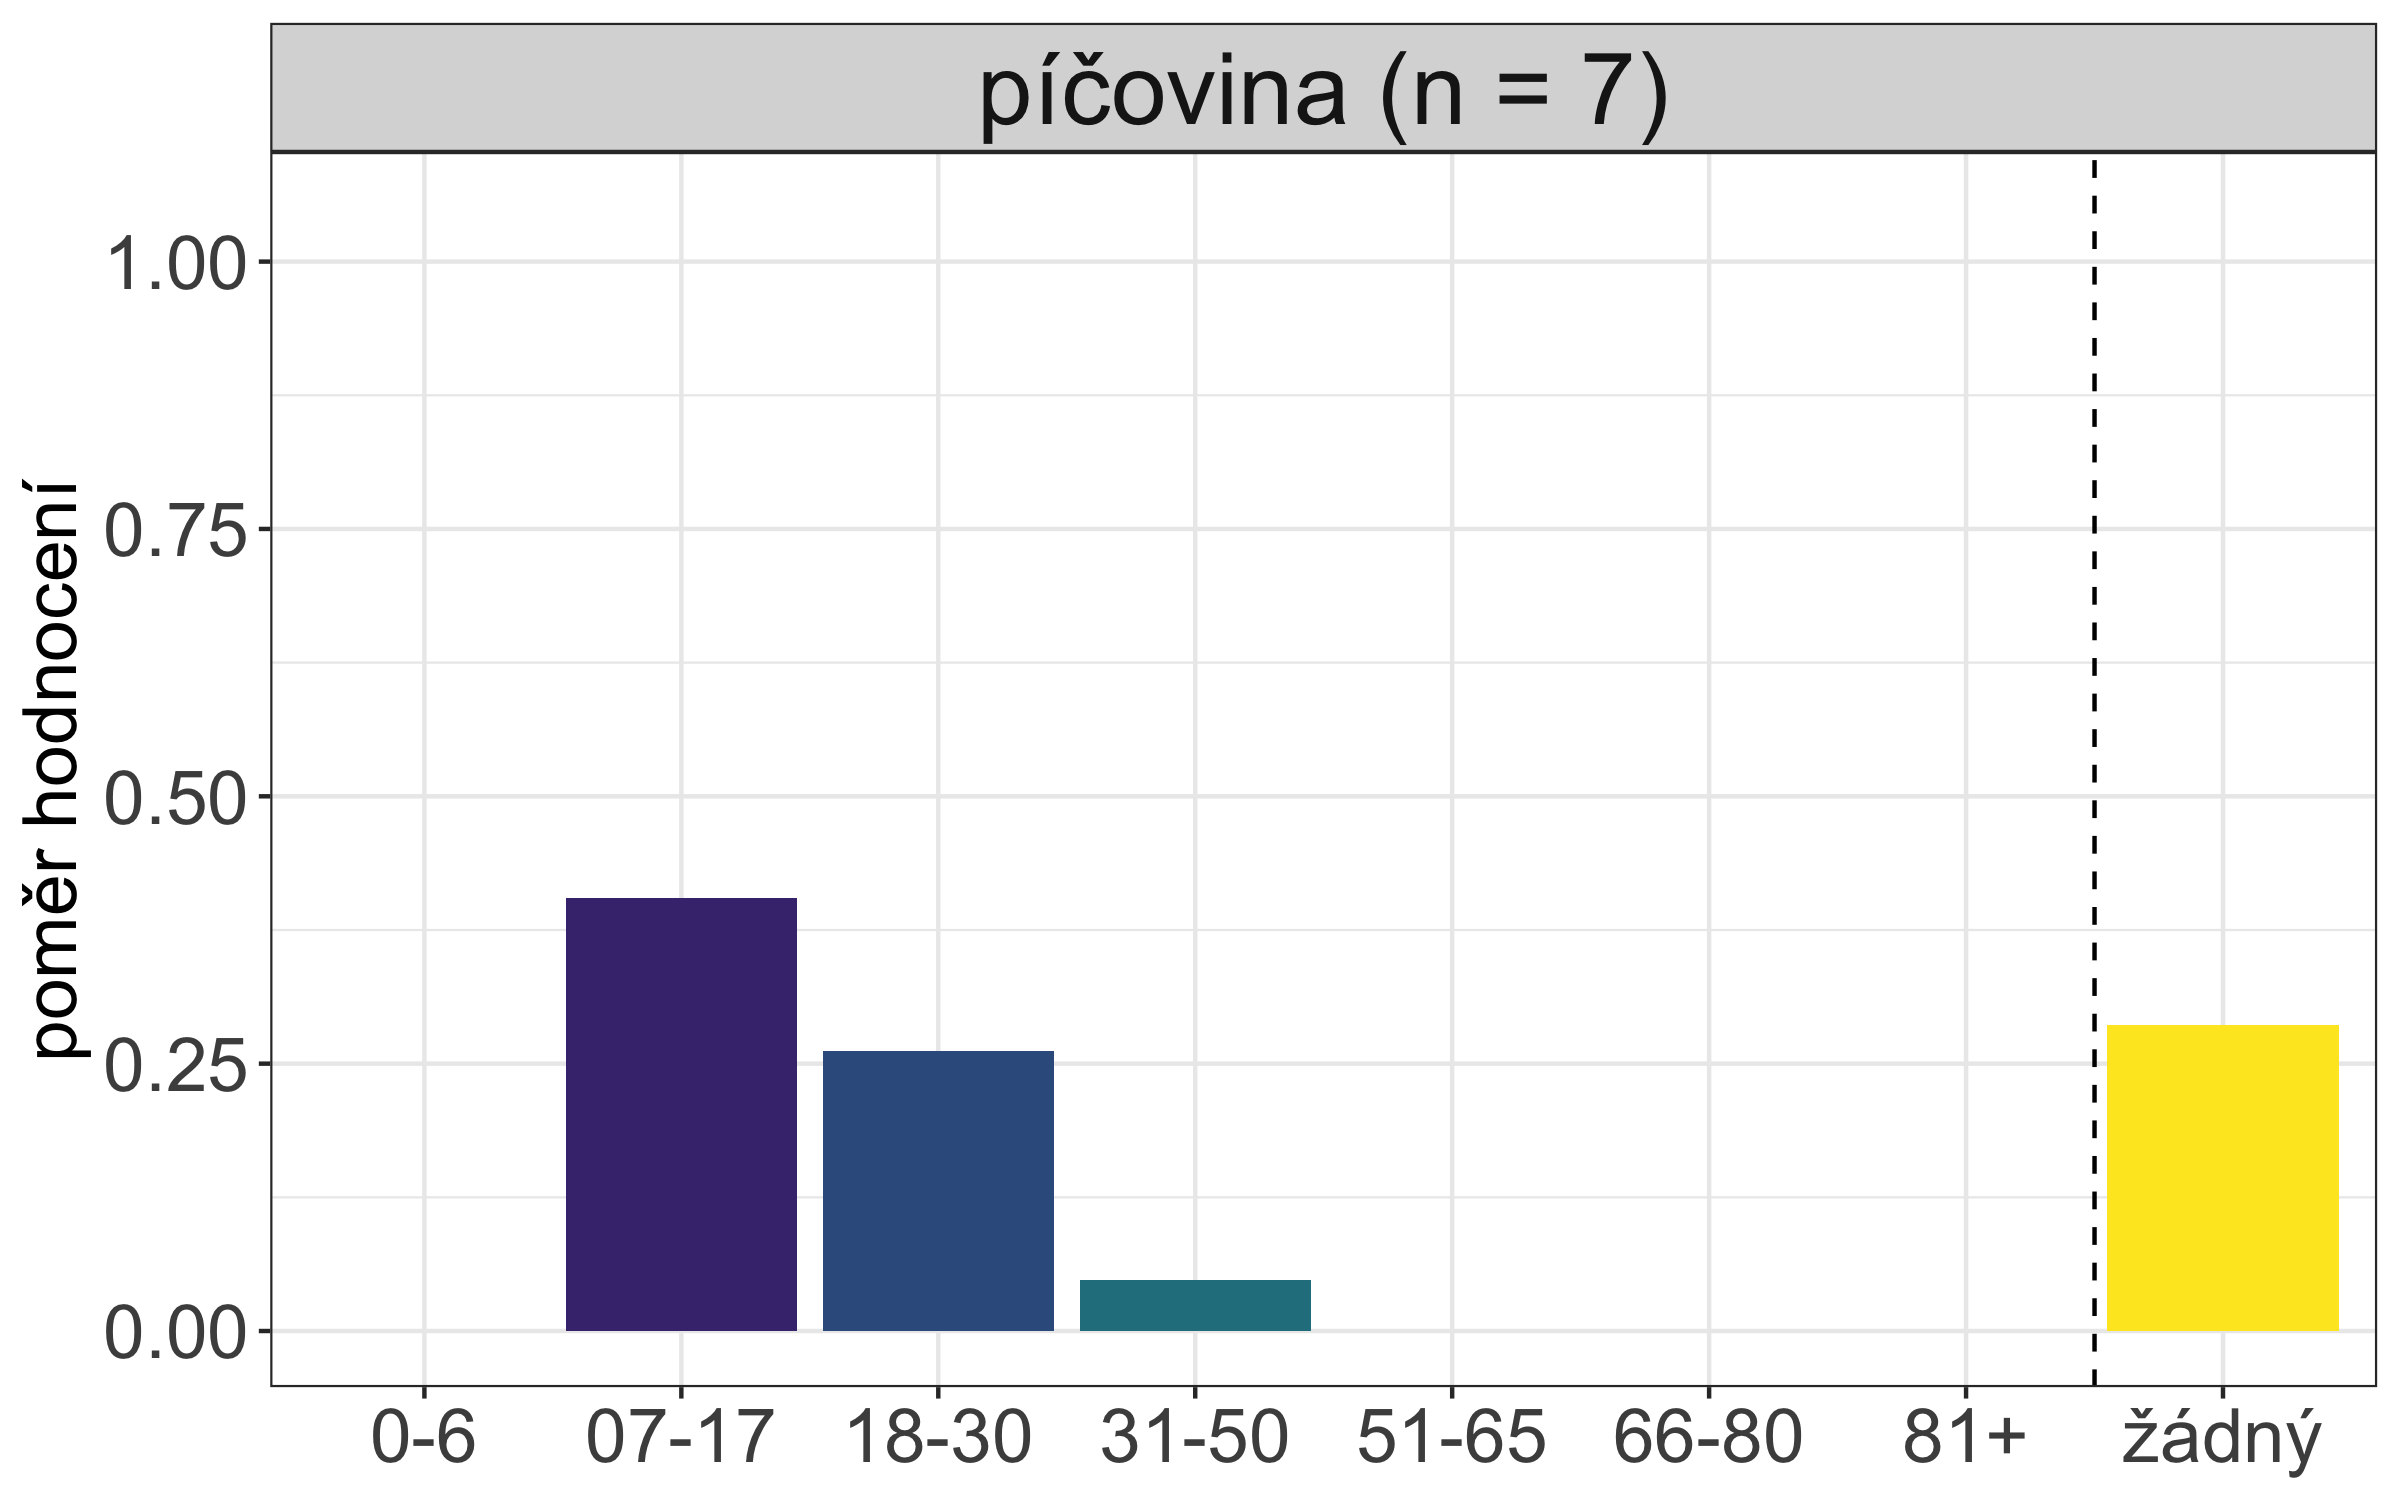 píčovina (n = 7)
poměr hodnocení
1.00
0.75
0.50
0.25
0.00
0-6 07-17 18-30 31-50 51-65 66-80 81+ žádný